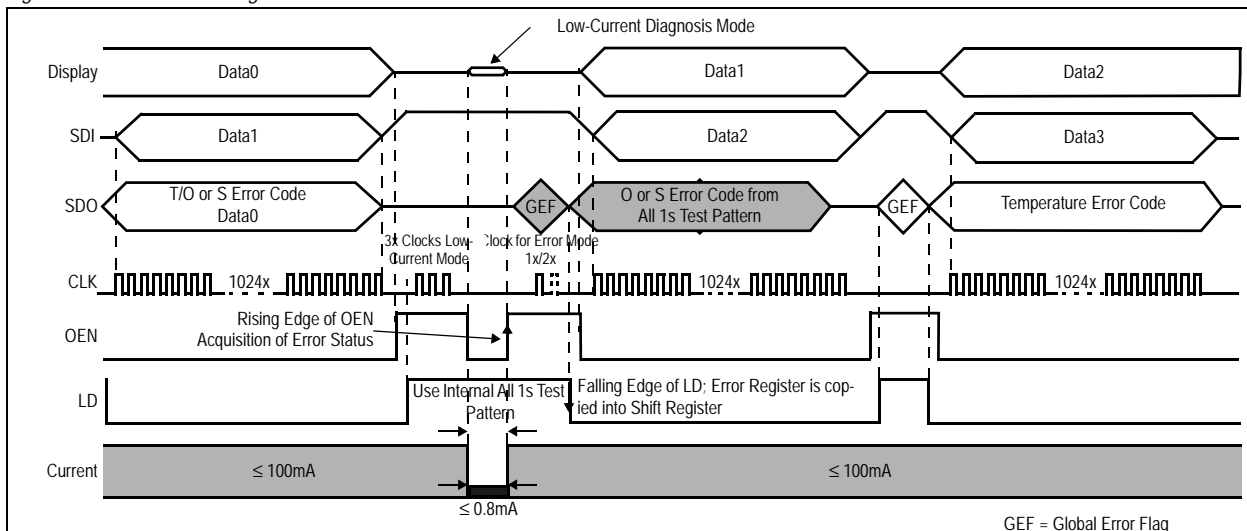 Low-Current Diagnosis Mode
Display
Data0
Data1
Data2
SDI
Data1
Data2
Data3
SDO
T/O or S Error Code
Data0
GEF
O or S Error Code from
All 1s Test Pattern
GEF
Temperature Error Code
3x Clocks Low-
Current Mode
Clock for Error Mode
1x/2x
CLK
1024x
1024x
1024x
OEN
Rising Edge of OEN
Acquisition of Error Status
LD
Use Internal All 1s Test
Pattern
Falling Edge of LD; Error Register is cop-
ied into Shift Register
Current
≤ 100mA
≤ 100mA
≤ 0.8mA
GEF = Global Error Flag